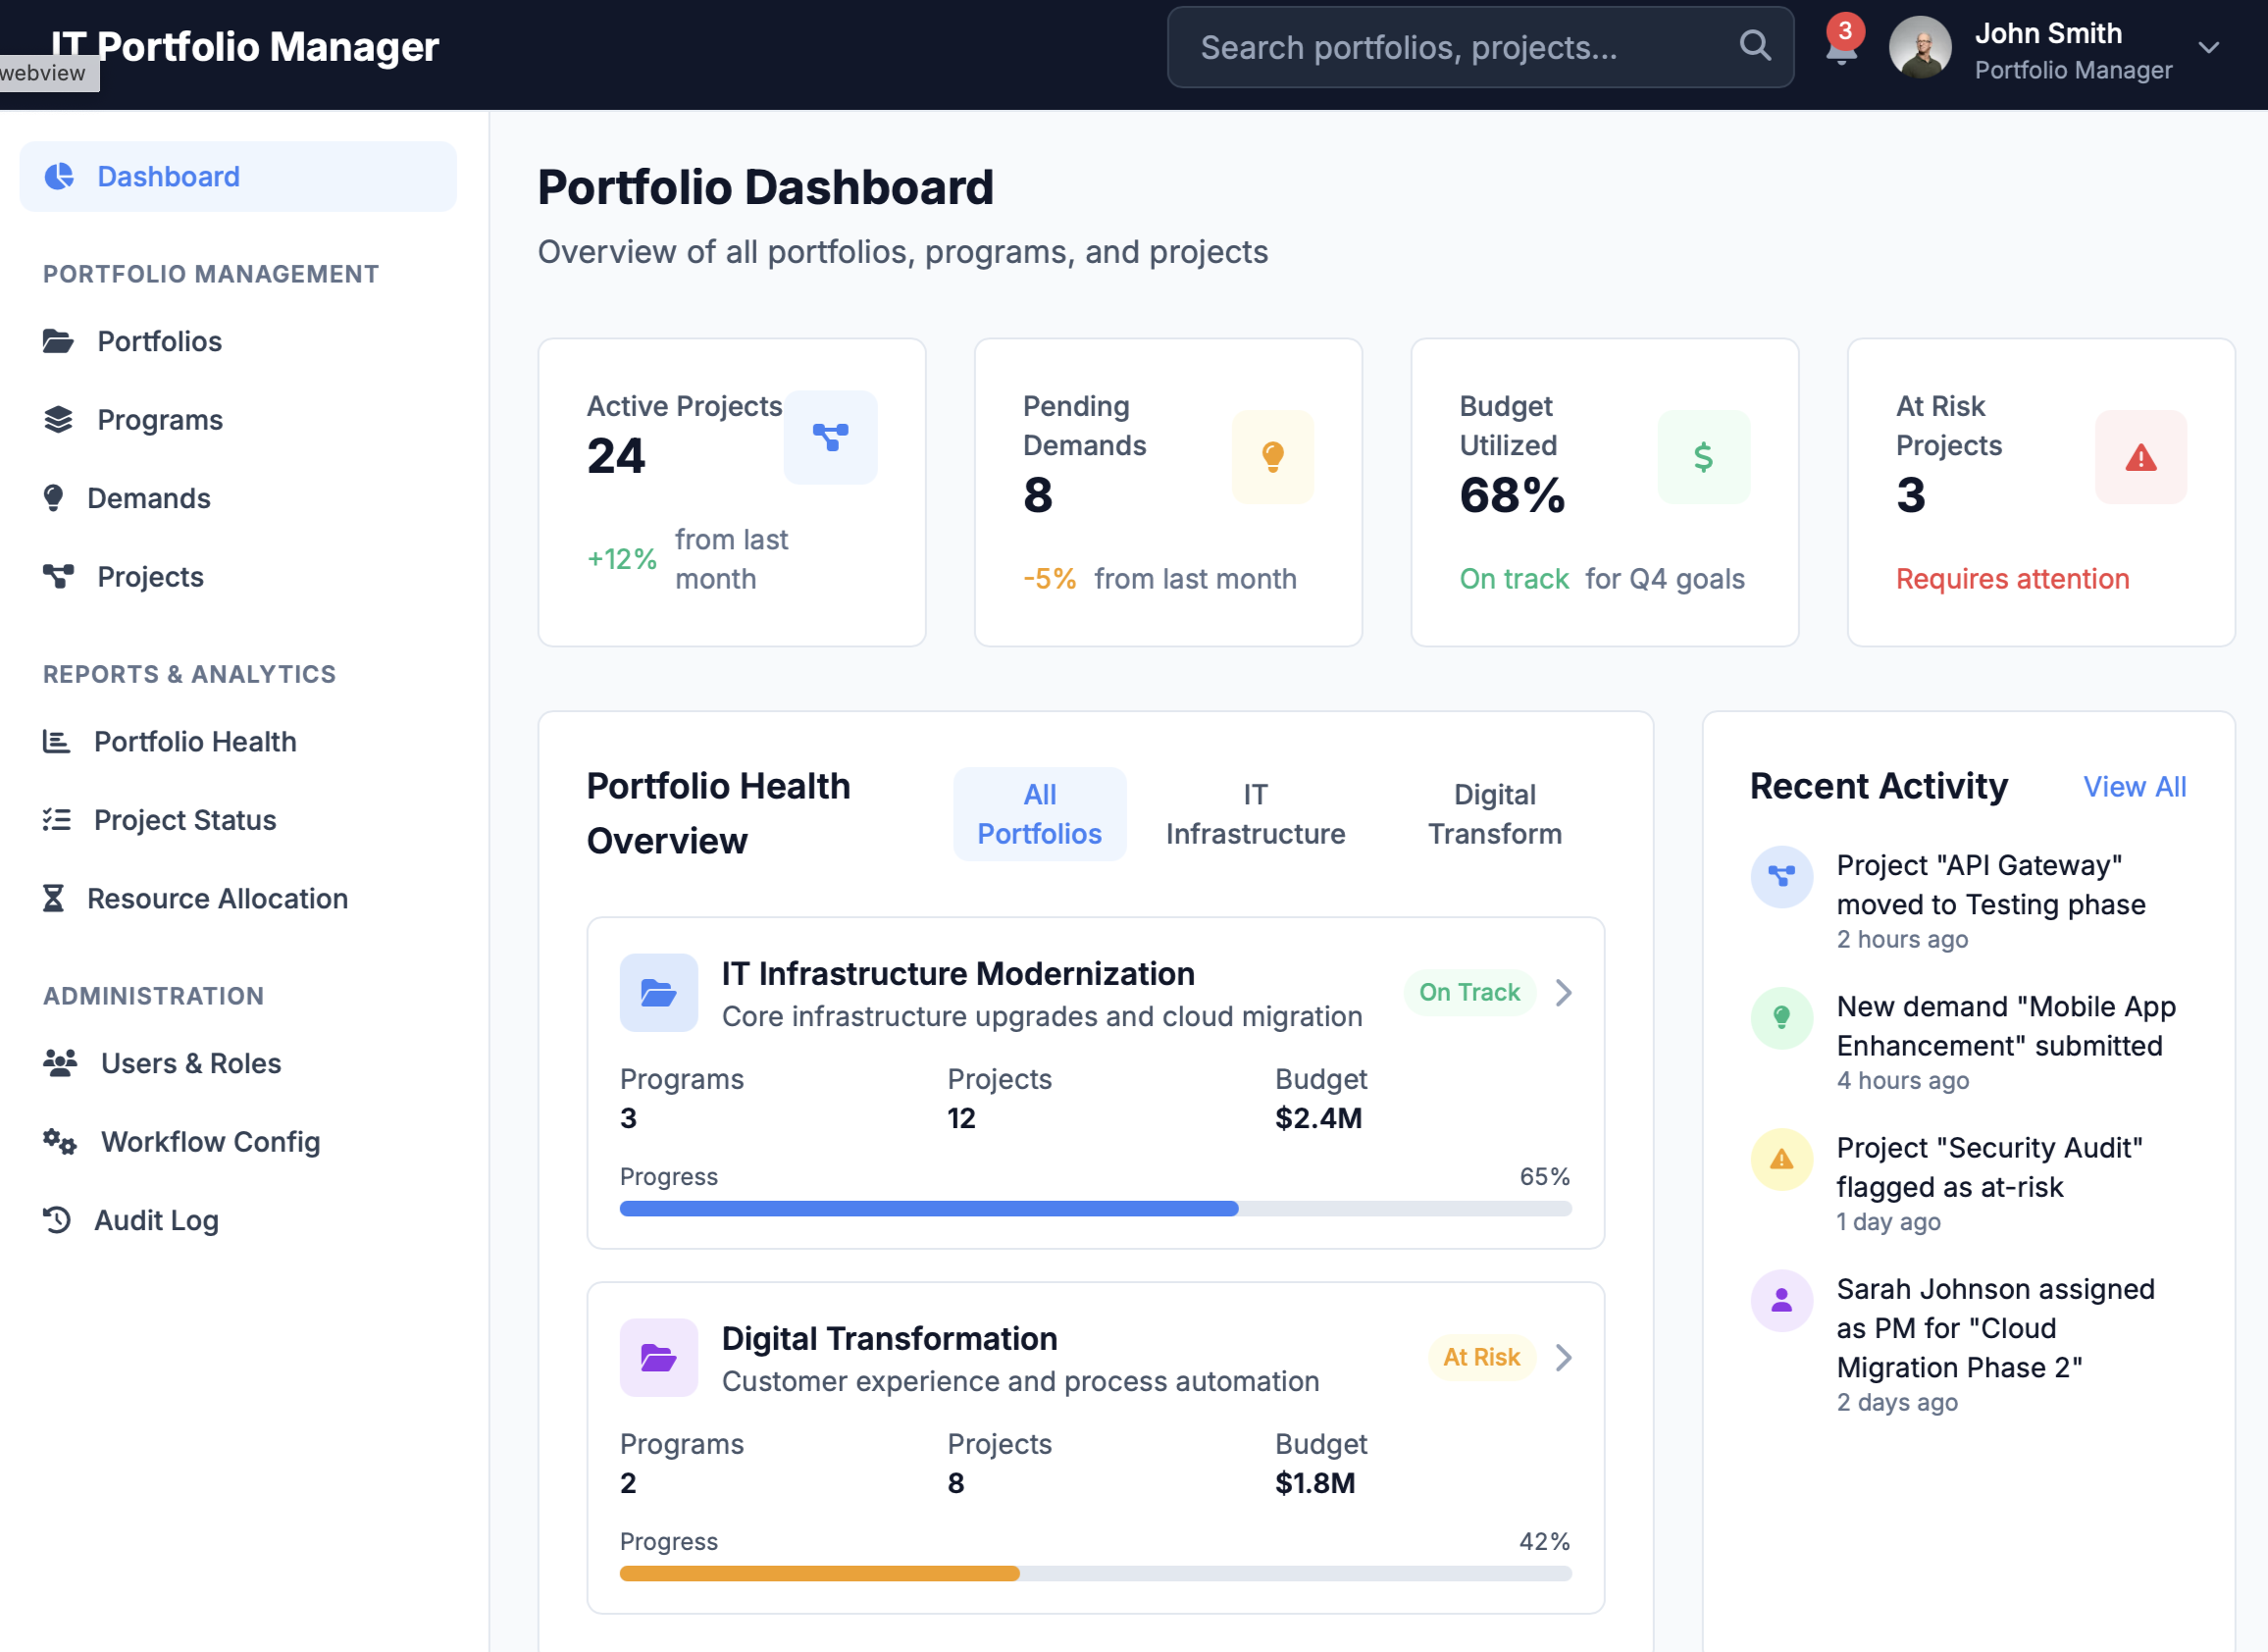 IT Portfolio Manager
webview
Search portfolios, projects...
3
John Smith
Portfolio Manager
Dashboard
PORTFOLIO MANAGEMENT
Portfolios
Programs
Demands
Projects
REPORTS & ANALYTICS
Portfolio Health
Project Status
Resource Allocation
ADMINISTRATION
Users & Roles
Workflow Config
Audit Log
Portfolio Dashboard
Overview of all portfolios, programs, and projects
Active Projects
24
+12% from last
month
Pending
Demands
8
-5% from last month
Budget
Utilized
68%
$
On track for Q4 goals
At Risk
Projects
3
Requires attention
Portfolio Health
Overview
All
Portfolios
IT
Infrastructure
Digital
Transform
IT Infrastructure Modernization
Core infrastructure upgrades and cloud migration
On Track
Programs
3
Projects
12
Budget
$2.4M
Progress
65%
Digital Transformation
Customer experience and process automation
At Risk
Programs
2
Projects
8
Budget
$1.8M
Progress
42%
Recent Activity
View All
Project "API Gateway"
moved to Testing phase
2 hours ago
New demand "Mobile App
Enhancement" submitted
4 hours ago
Project "Security Audit"
flagged as at-risk
1 day ago
Sarah Johnson assigned
as PM for "Cloud
Migration Phase 2"
2 days ago